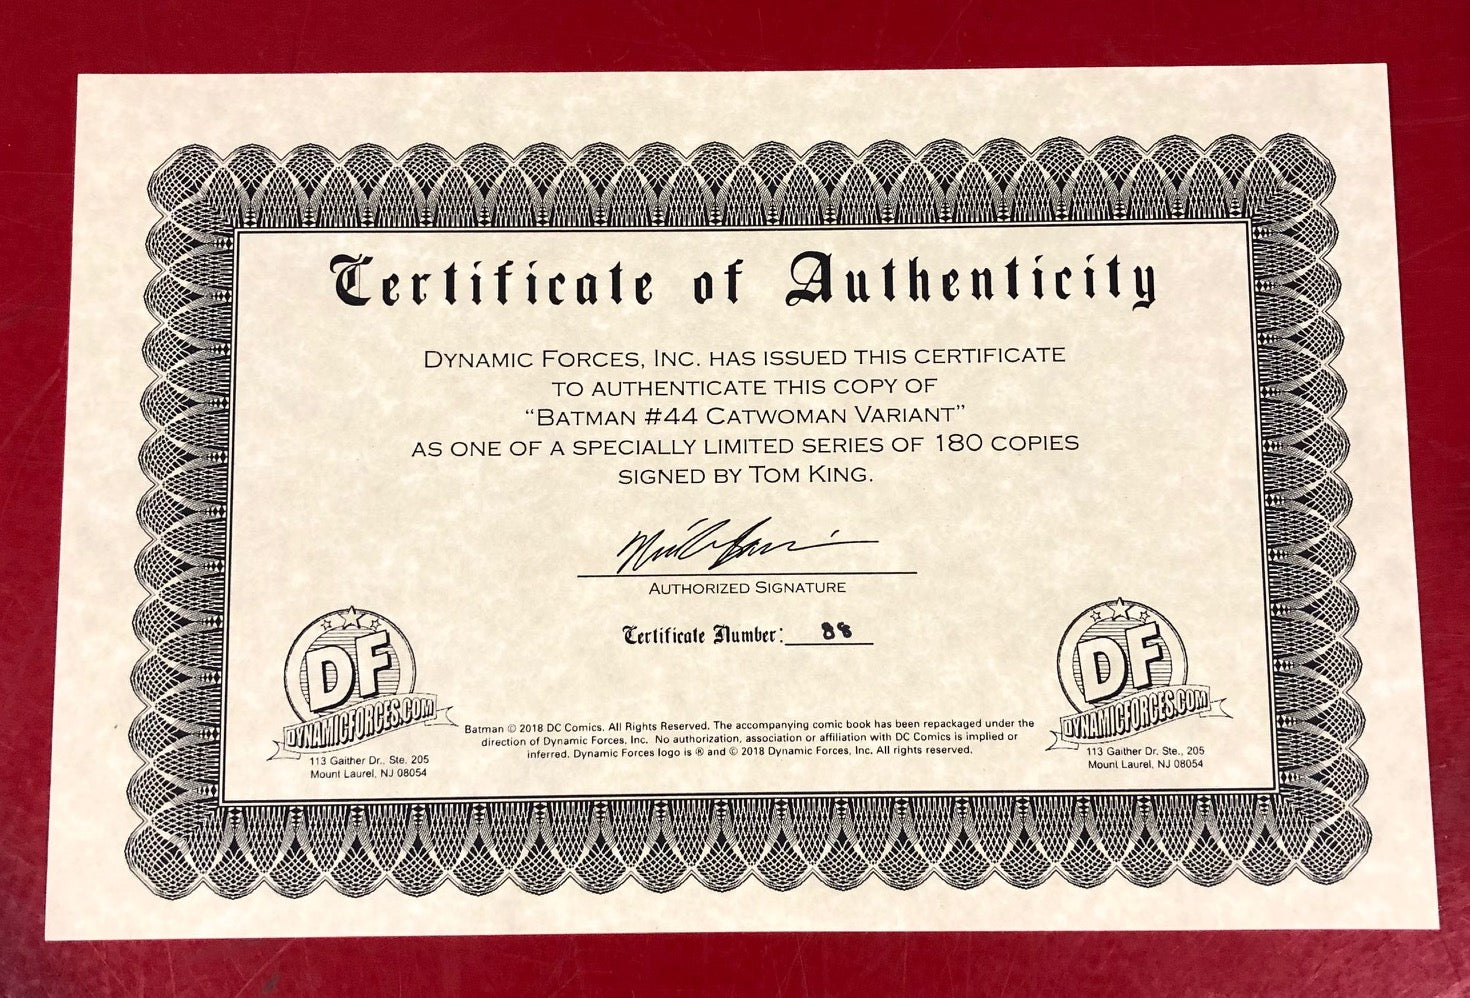 Certificate of Authenticity
DYNAMIC FORCES, INC. HAS ISSUED THIS CERTIFICATE
TO AUTHENTICATE THIS COPY OF
“BATMAN #44 CATWOMAN VARIANT”
AS ONE OF A SPECIALLY LIMITED SERIES OF 180 COPIES
SIGNED BY TOM KING.
AUTHORIZED SIGNATURE
Certificate Number: 88
DF
DYNAMICFORCES.COM
113 Gaither Dr., Ste. 205
Mount Laurel, NJ 08054
Batman © 2018 DC Comics. All Rights Reserved. The accompanying comic book has been repackaged under the
direction of Dynamic Forces, Inc. No authorization, association or affiliation with DC Comics is implied or
inferred. Dynamic Forces logo is ® and © 2018 Dynamic Forces, Inc. All rights reserved.
DF
DYNAMICFORCES.COM
113 Gaither Dr. Ste., 205
Mount Laurel, NJ 08054